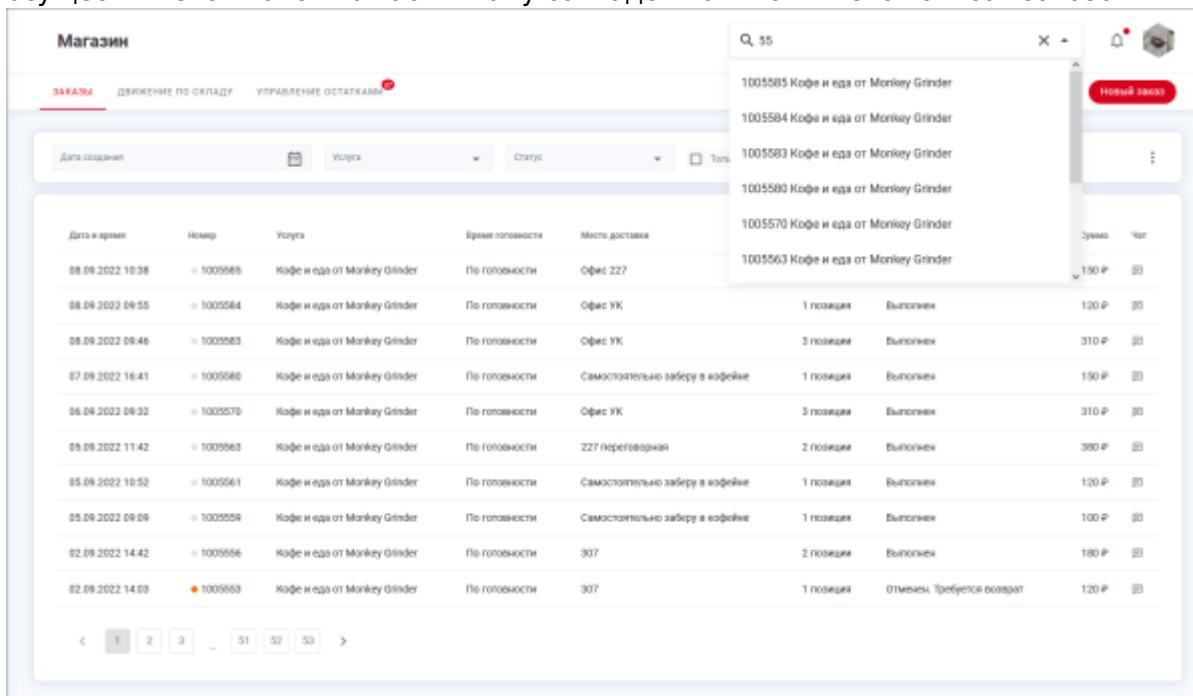 Магазин
55
ЗАКАЗЫ ДВИЖЕНИЕ ПО СКЛАДУ УПРАВЛЕНИЕ ОСТАТКАМИ
Новый заказ
1005585 Кофе и еда от Monkey Grinder
1005584 Кофе и еда от Monkey Grinder
1005583 Кофе и еда от Monkey Grinder
1005580 Кофе и еда от Monkey Grinder
1005570 Кофе и еда от Monkey Grinder
1005563 Кофе и еда от Monkey Grinder
Дата создания Услуга Статус
Дата и время Номер Услуга Время готовности Место доставки Сумма Чат
08.09.2022 10:38 1005585 Кофе и еда от Monkey Grinder По готовности Офис 227 150 ₽
08.09.2022 09:55 1005584 Кофе и еда от Monkey Grinder По готовности Офис УК 1 позиция Выполнен 120 ₽
08.09.2022 09:46 1005583 Кофе и еда от Monkey Grinder По готовности Офис УК 3 позиции Выполнен 310 ₽
07.09.2022 16:41 1005580 Кофе и еда от Monkey Grinder По готовности Самостоятельно заберу в кофейне 1 позиция Выполнен 150 ₽
06.09.2022 09:32 1005570 Кофе и еда от Monkey Grinder По готовности Офис УК 3 позиции Выполнен 310 ₽
05.09.2022 11:42 1005563 Кофе и еда от Monkey Grinder По готовности 227 переговорная 2 позиции Выполнен 380 ₽
05.09.2022 10:52 1005561 Кофе и еда от Monkey Grinder По готовности Самостоятельно заберу в кофейне 1 позиция Выполнен 120 ₽
05.09.2022 09:09 1005559 Кофе и еда от Monkey Grinder По готовности Самостоятельно заберу в кофейне 1 позиция Выполнен 100 ₽
02.09.2022 14:42 1005556 Кофе и еда от Monkey Grinder По готовности 307 2 позиции Выполнен 180 ₽
02.09.2022 14:03 1005553 Кофе и еда от Monkey Grinder По готовности 307 1 позиция Отменен. Требуется возврат 120 ₽
1 2 3 ... 51 52 53